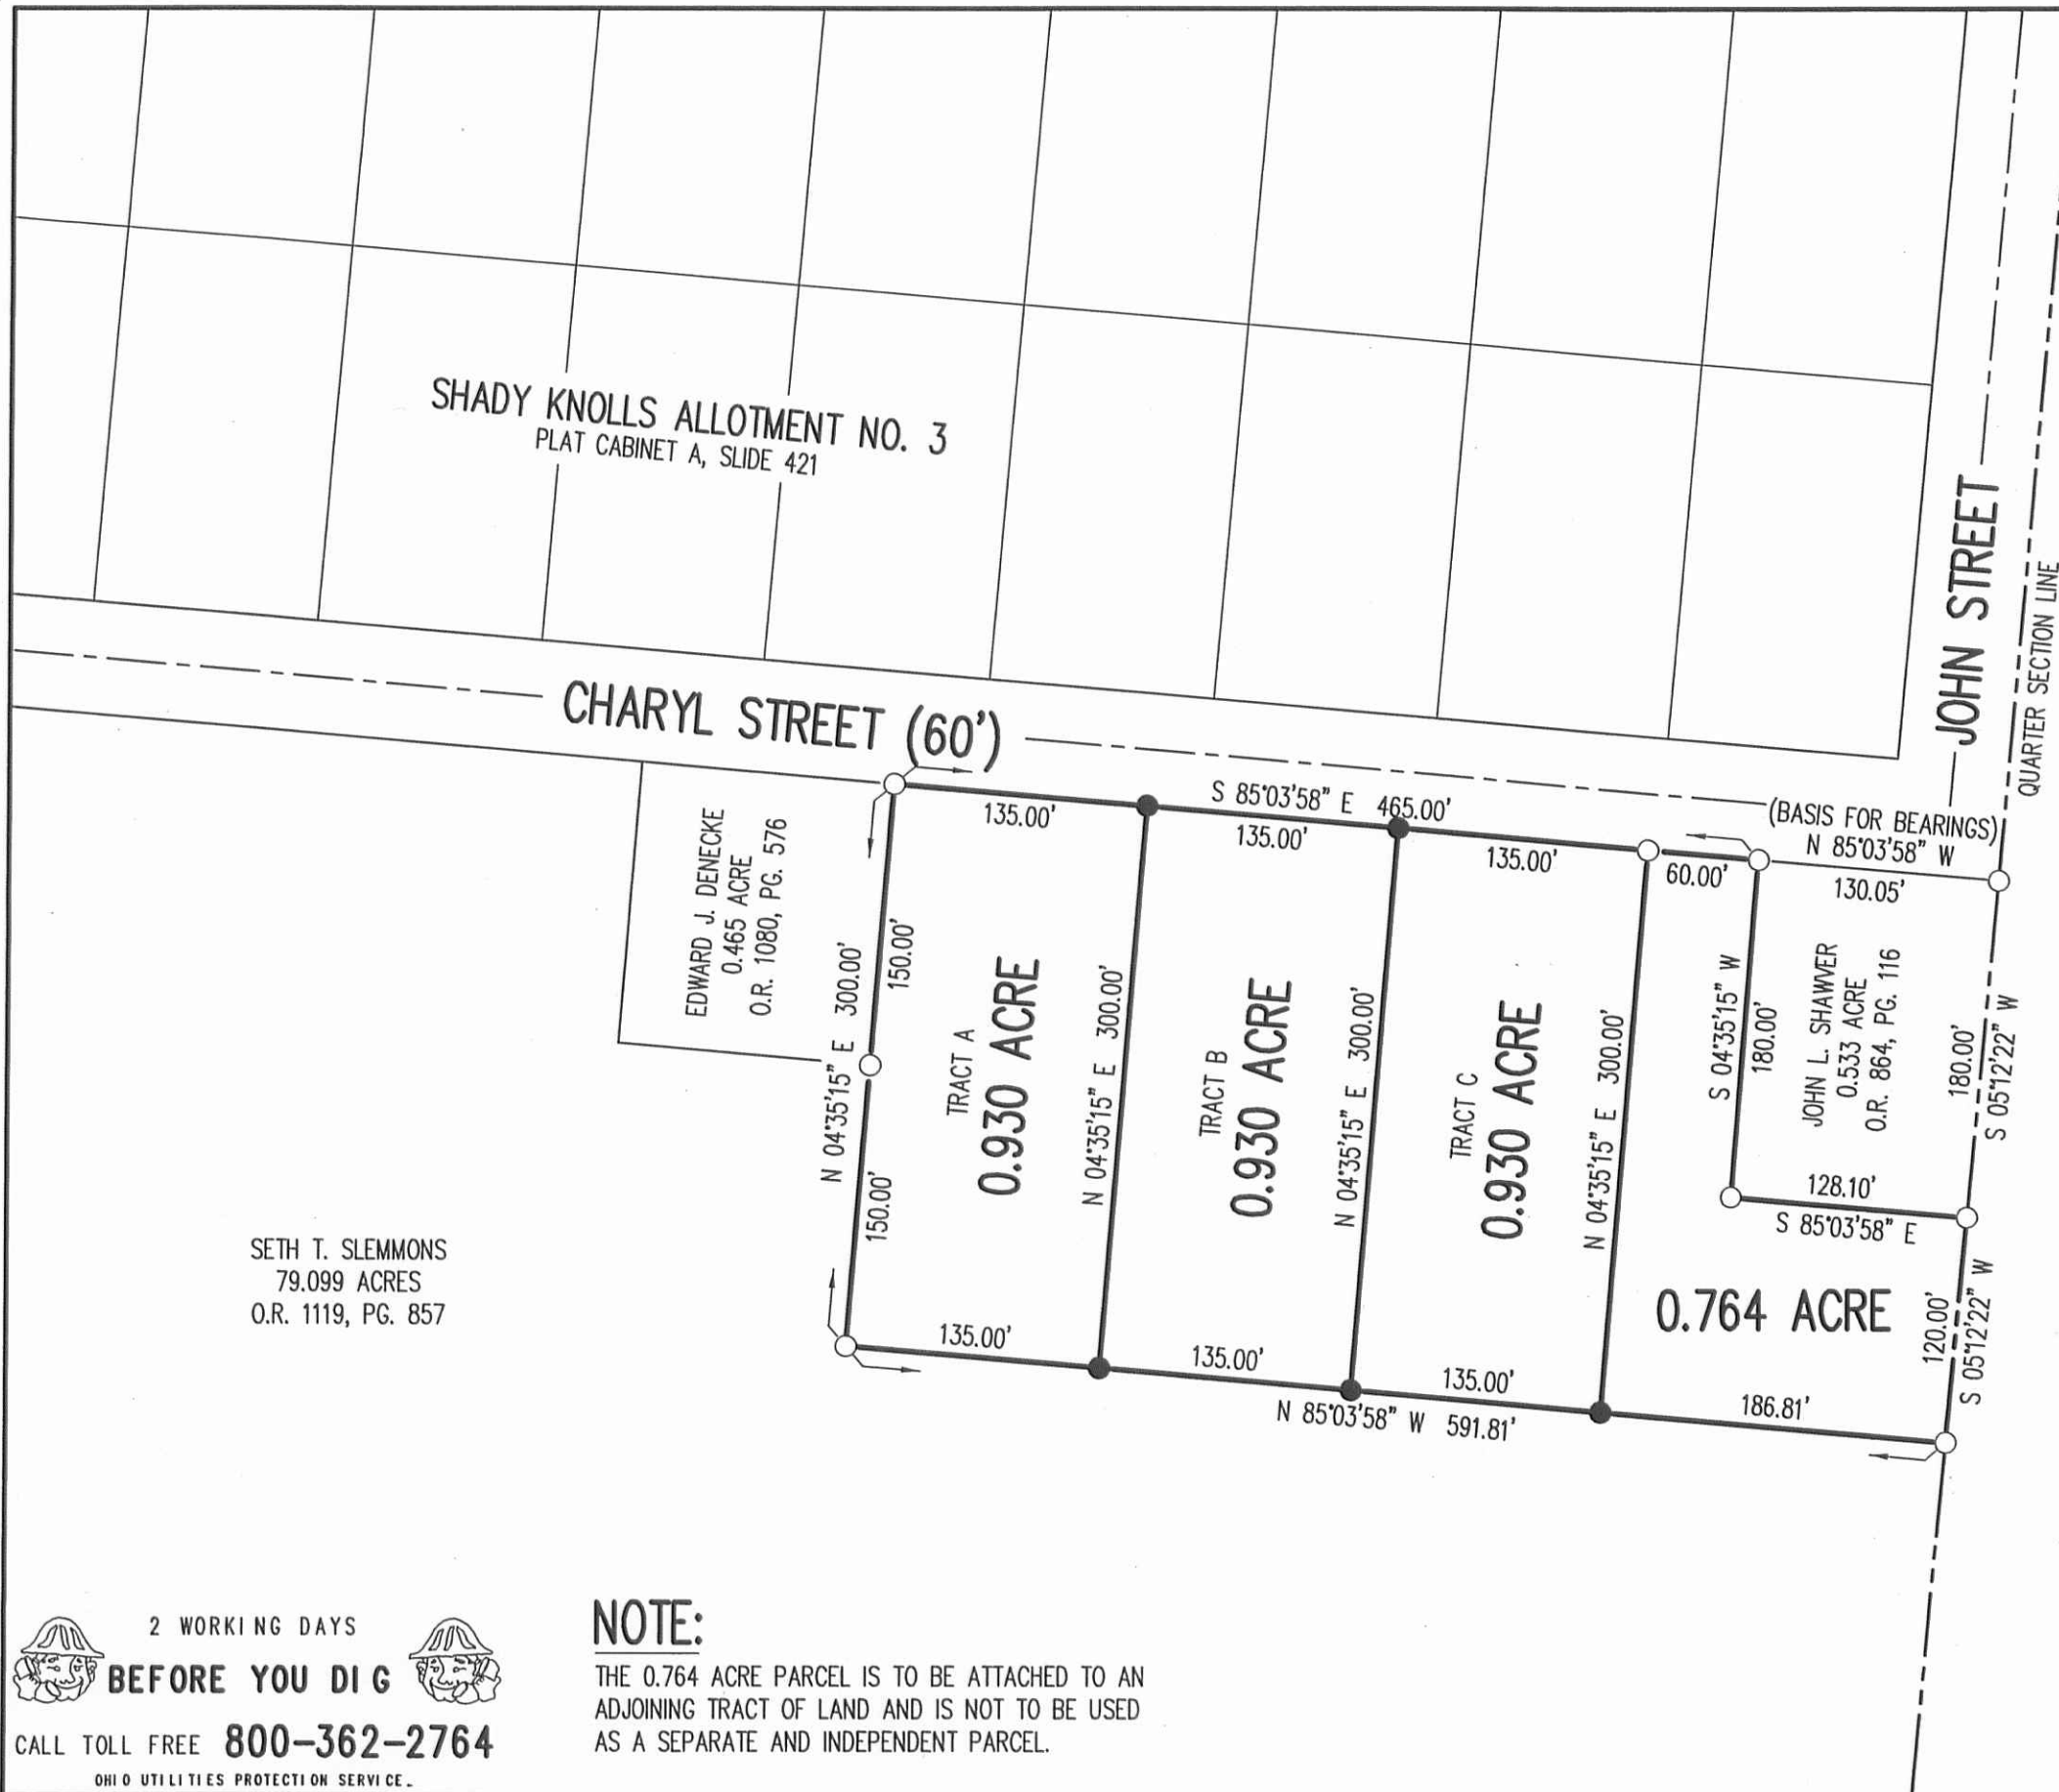 SHADY KNOLLS ALLOTMENT NO. 3
PLAT CABINET A, SLIDE 421
JOHN STREET
QUARTER SECTION LINE
CHARYL STREET (60')
(BASIS FOR BEARINGS)
N 85°03'58" W
130.05'
S 85°03'58" E 465.00'
135.00'
135.00'
135.00'
60.00'
EDWARD J. DENECKE
0.465 ACRE
O.R. 1080, PG. 576
N 04°35'15" E 300.00'
150.00'
150.00'
TRACT A
0.930 ACRE
N 04°35'15" E 300.00'
TRACT B
0.930 ACRE
N 04°35'15" E 300.00'
TRACT C
0.930 ACRE
N 04°35'15" E 300.00'
S 04°35'15" W
180.00'
JOHN L. SHAWVER
0.533 ACRE
O.R. 864, PG. 116
180.00'
S 05°12'22" W
128.10'
S 85°03'58" E
0.764 ACRE
120.00'
S 05°12'22" W
SETH T. SLEMMONS
79.099 ACRES
O.R. 1119, PG. 857
135.00'
135.00'
135.00'
186.81'
N 85°03'58" W 591.81'
2 WORKING DAYS
BEFORE YOU DIG
CALL TOLL FREE 800-362-2764
OHIO UTILITIES PROTECTION SERVICE.
NOTE:
THE 0.764 ACRE PARCEL IS TO BE ATTACHED TO AN
ADJOINING TRACT OF LAND AND IS NOT TO BE USED
AS A SEPARATE AND INDEPENDENT PARCEL.